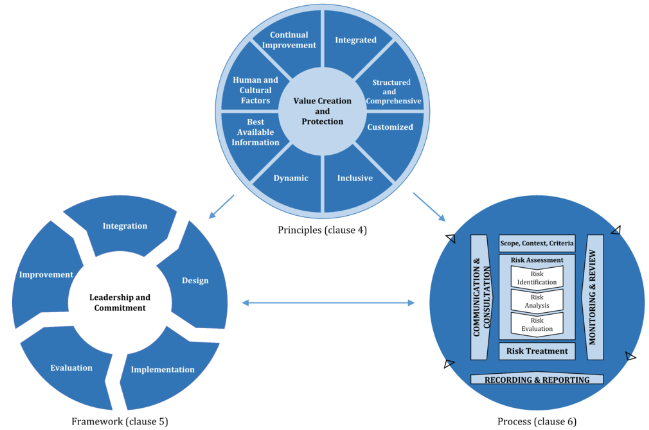 Continual
Improvement
Integrated
Human and
Cultural
Factors
Structured
and
Comprehensive
Value Creation
and
Protection
Best
Available
Information
Customized
Dynamic
Inclusive
Principles (clause 4)
Integration
Improvement
Design
Leadership and
Commitment
Evaluation
Implementation
Framework (clause 5)
Scope, Context, Criteria
Risk Assessment
Risk
Identification
Risk
Analysis
Risk
Evaluation
Risk Treatment
COMMUNICATION &
CONSULTATION
MONITORING & REVIEW
RECORDING & REPORTING
Process (clause 6)